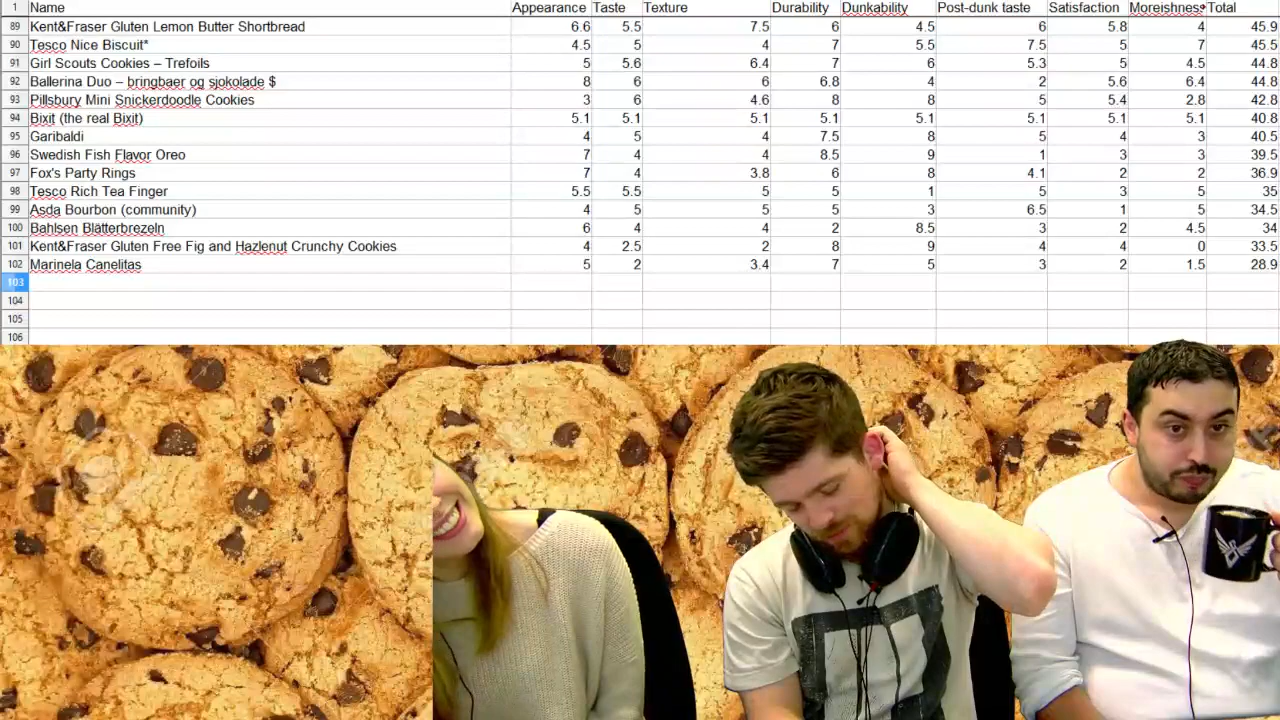 1 Name Appearance Taste Texture Durability Dunkability Post-dunk taste Satisfaction Moreishnes Total
89 Kent&Fraser Gluten Lemon Butter Shortbread 6.6 5.5 7.5 6 4.5 6 5.8 4 45.9
90 Tesco Nice Biscuit* 4.5 5 4 7 5.5 7.5 5 7 45.5
91 Girl Scouts Cookies – Trefoils 5 5.6 6.4 7 6 5.3 5 4.5 44.8
92 Ballerina Duo – bringbaer og sjokolade $ 8 6 6 6.8 4 2 5.6 6.4 44.8
93 Pillsbury Mini Snickerdoodle Cookies 3 6 4.6 8 8 5 5.4 2.8 42.8
94 Bixit (the real Bixit) 5.1 5.1 5.1 5.1 5.1 5.1 5.1 5.1 40.8
95 Garibaldi 4 5 4 7.5 8 5 4 3 40.5
96 Swedish Fish Flavor Oreo 7 4 4 8.5 9 1 3 3 39.5
97 Fox's Party Rings 7 4 3.8 6 8 4.1 2 2 36.9
98 Tesco Rich Tea Finger 5.5 5.5 5 5 1 5 3 5 35
99 Asda Bourbon (community) 4 5 5 5 3 6.5 1 5 34.5
100 Bahlsen Blätterbrezeln 6 4 4 2 8.5 3 2 4.5 34
101 Kent&Fraser Gluten Free Fig and Hazlenut Crunchy Cookies 4 2.5 2 8 9 4 4 0 33.5
102 Marinela Canelitas 5 2 3.4 7 5 3 2 1.5 28.9
103
104
105
106